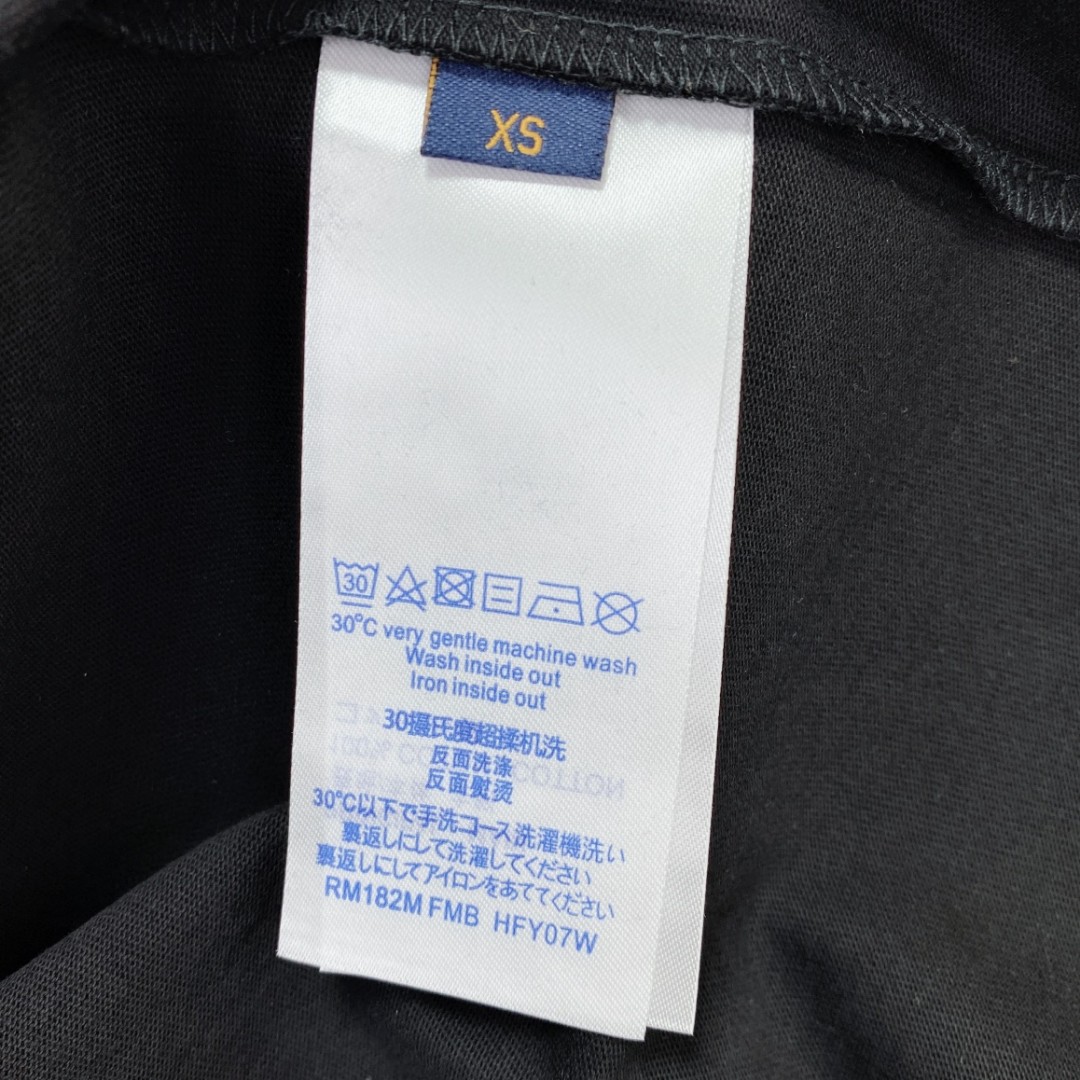 XS
30
30°C very gentle machine wash
Wash inside out
Iron inside out
30摄氏度超揉机洗
反面洗涤
反面熨烫
30°C以下で手洗コース洗濯機洗い
裏返しにして洗濯してください
裏返しにしてアイロンをあててください
RM182M FMB HFY07W